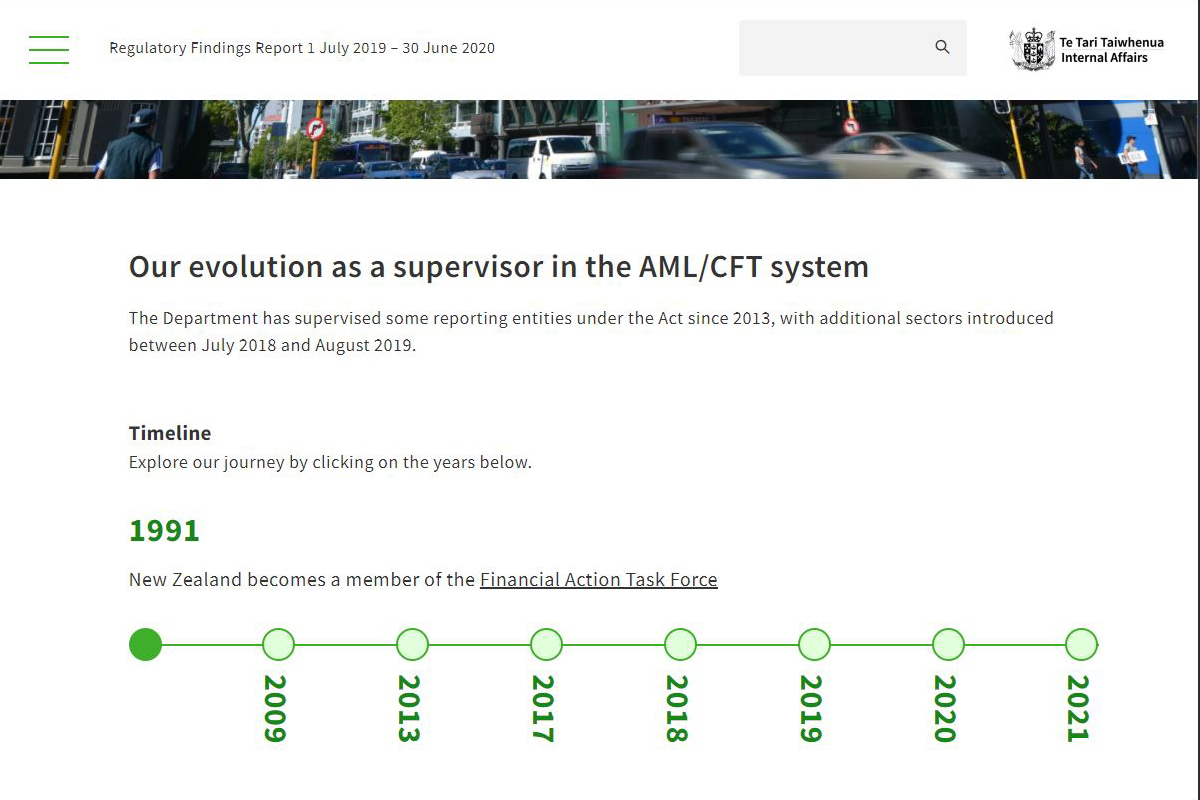 Regulatory Findings Report 1 July 2019 – 30 June 2020
Te Tari Taiwhenua
Internal Affairs
Our evolution as a supervisor in the AML/CFT system
The Department has supervised some reporting entities under the Act since 2013, with additional sectors introduced
between July 2018 and August 2019.
Timeline
Explore our journey by clicking on the years below.
1991
New Zealand becomes a member of the Financial Action Task Force
2009
2013
2017
2018
2019
2020
2021